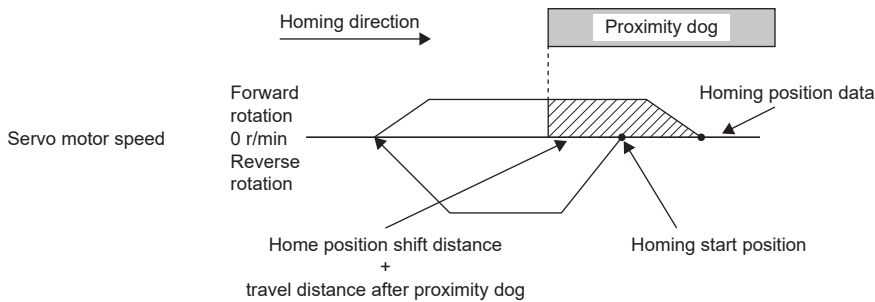 Homing direction
Proximity dog
Forward
rotation
Homing position data
Servo motor speed
0 r/min
Reverse
rotation
Home position shift distance
+
travel distance after proximity dog
Homing start position